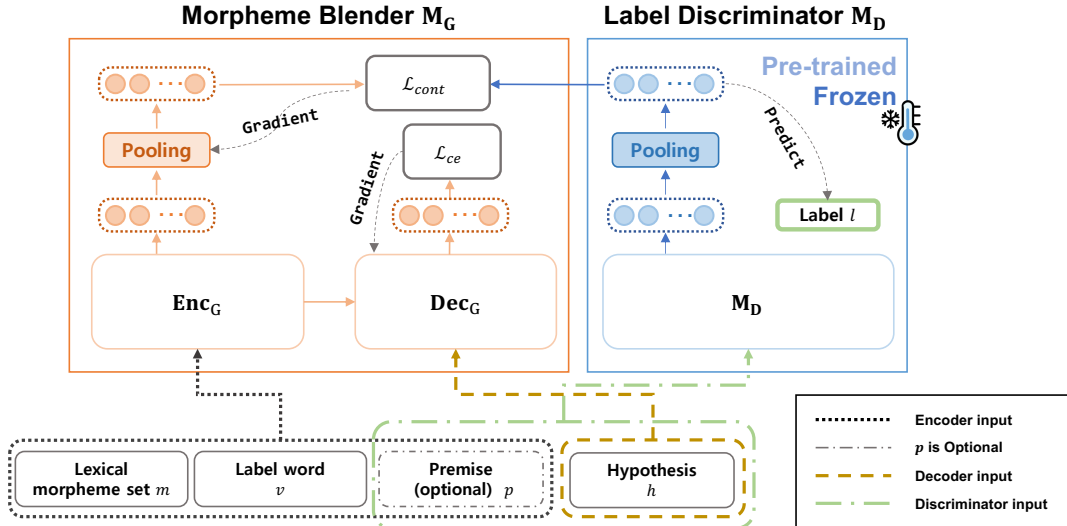 Morpheme Blender M_G
Label Discriminator M_D
ℒ_cont
Pre-trained
Frozen
Gradient
Predict
Pooling
ℒ_ce
Pooling
Gradient
Label l
Enc_G
Dec_G
M_D
Lexical
morpheme set m
Label word
v
Premise
(optional) p
Hypothesis
h
Encoder input
p is Optional
Decoder input
Discriminator input